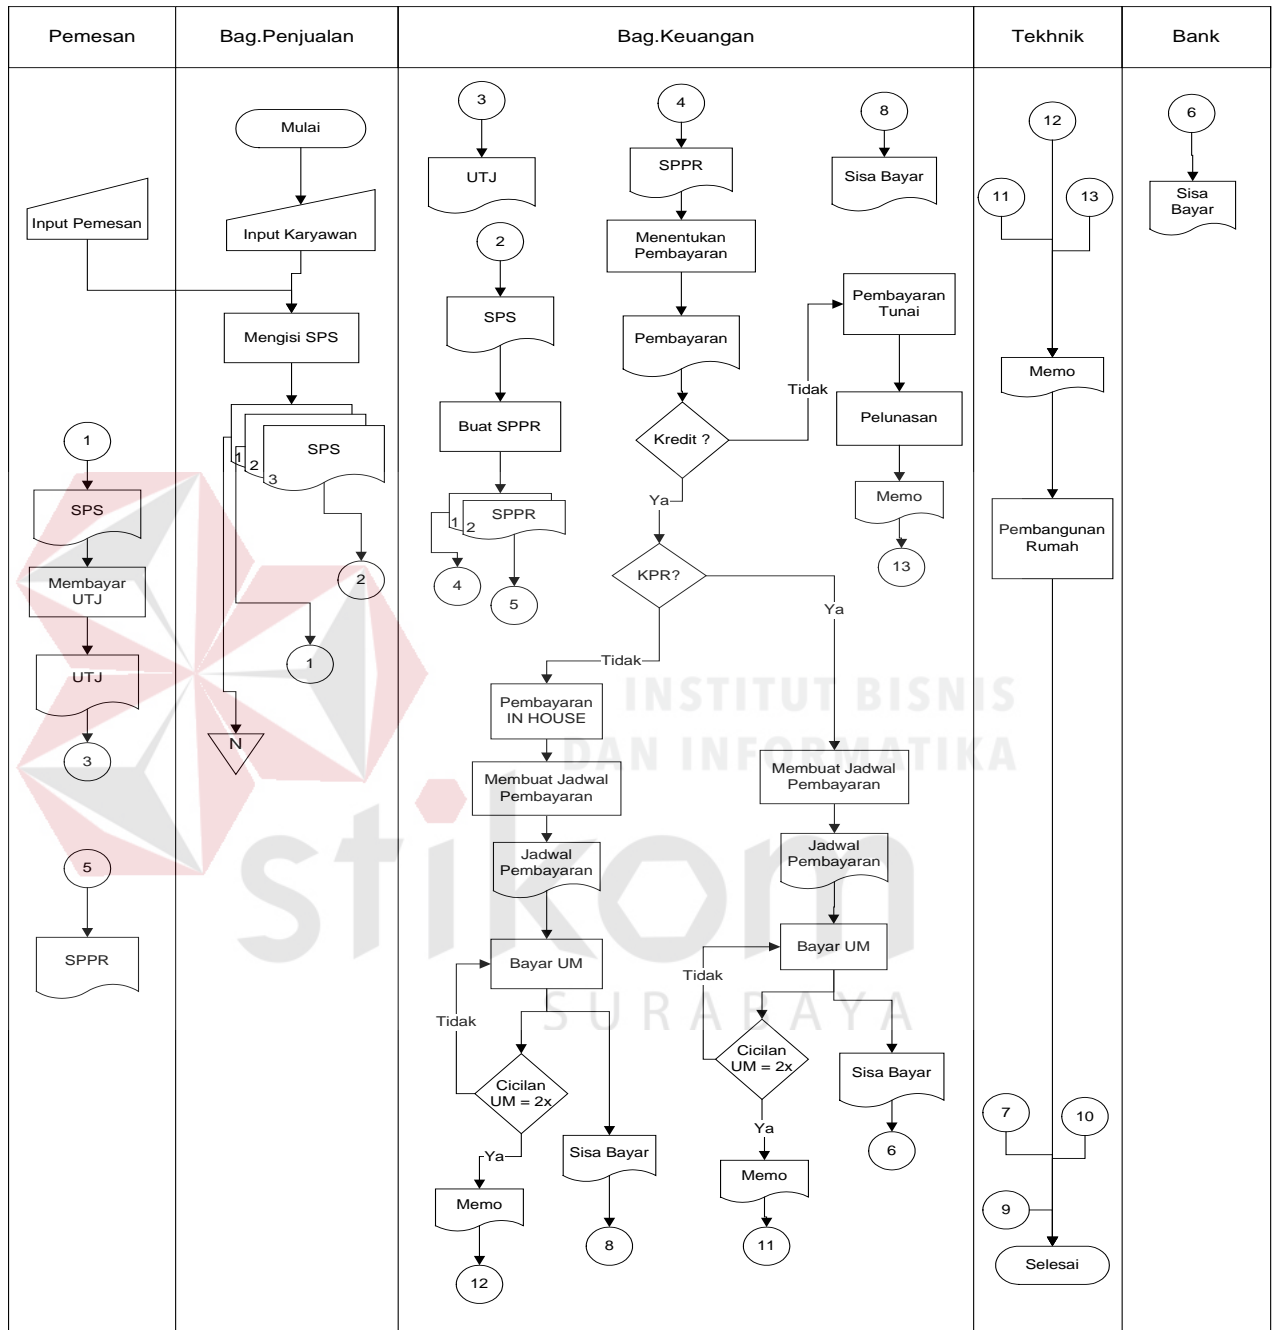 Pemesan
Bag.Penjualan
Bag.Keuangan
Tekhnik
Bank
Input Pemesan
1
SPS
Membayar
UTJ
UTJ
3
5
SPPR
Mulai
Input Karyawan
Mengisi SPS
1
2
3
SPS
2
1
N
3
UTJ
2
SPS
Buat SPPR
1
2
SPPR
4
5
4
SPPR
Menentukan
Pembayaran
Pembayaran
Kredit ?
Tidak
Ya
Pembayaran
Tunai
Pelunasan
Memo
13
8
Sisa Bayar
KPR?
Ya
Tidak
Pembayaran
IN HOUSE
Membuat Jadwal
Pembayaran
Jadwal
Pembayaran
Bayar UM
Tidak
Cicilan
UM = 2x
Ya
Memo
12
Sisa Bayar
8
Membuat Jadwal
Pembayaran
Jadwal
Pembayaran
Bayar UM
Tidak
Cicilan
UM = 2x
Ya
Memo
11
Sisa Bayar
6
12
11
13
Memo
Pembangunan
Rumah
7
10
9
Selesai
6
Sisa
Bayar
INSTITUT BISNIS
DAN INFORMATIKA
stikom
SURABAYA